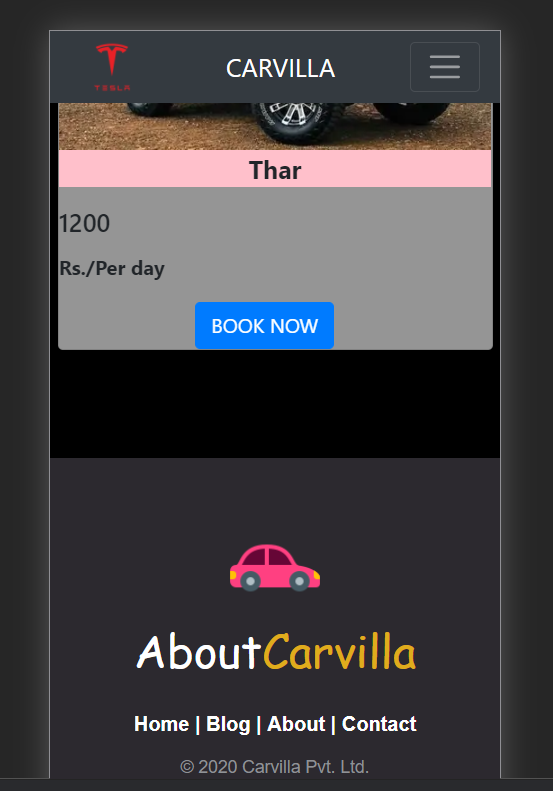 TESLA
CARVILLA
Thar
1200
Rs./Per day
BOOK NOW
AboutCarvilla
Home | Blog | About | Contact
© 2020 Carvilla Pvt. Ltd.